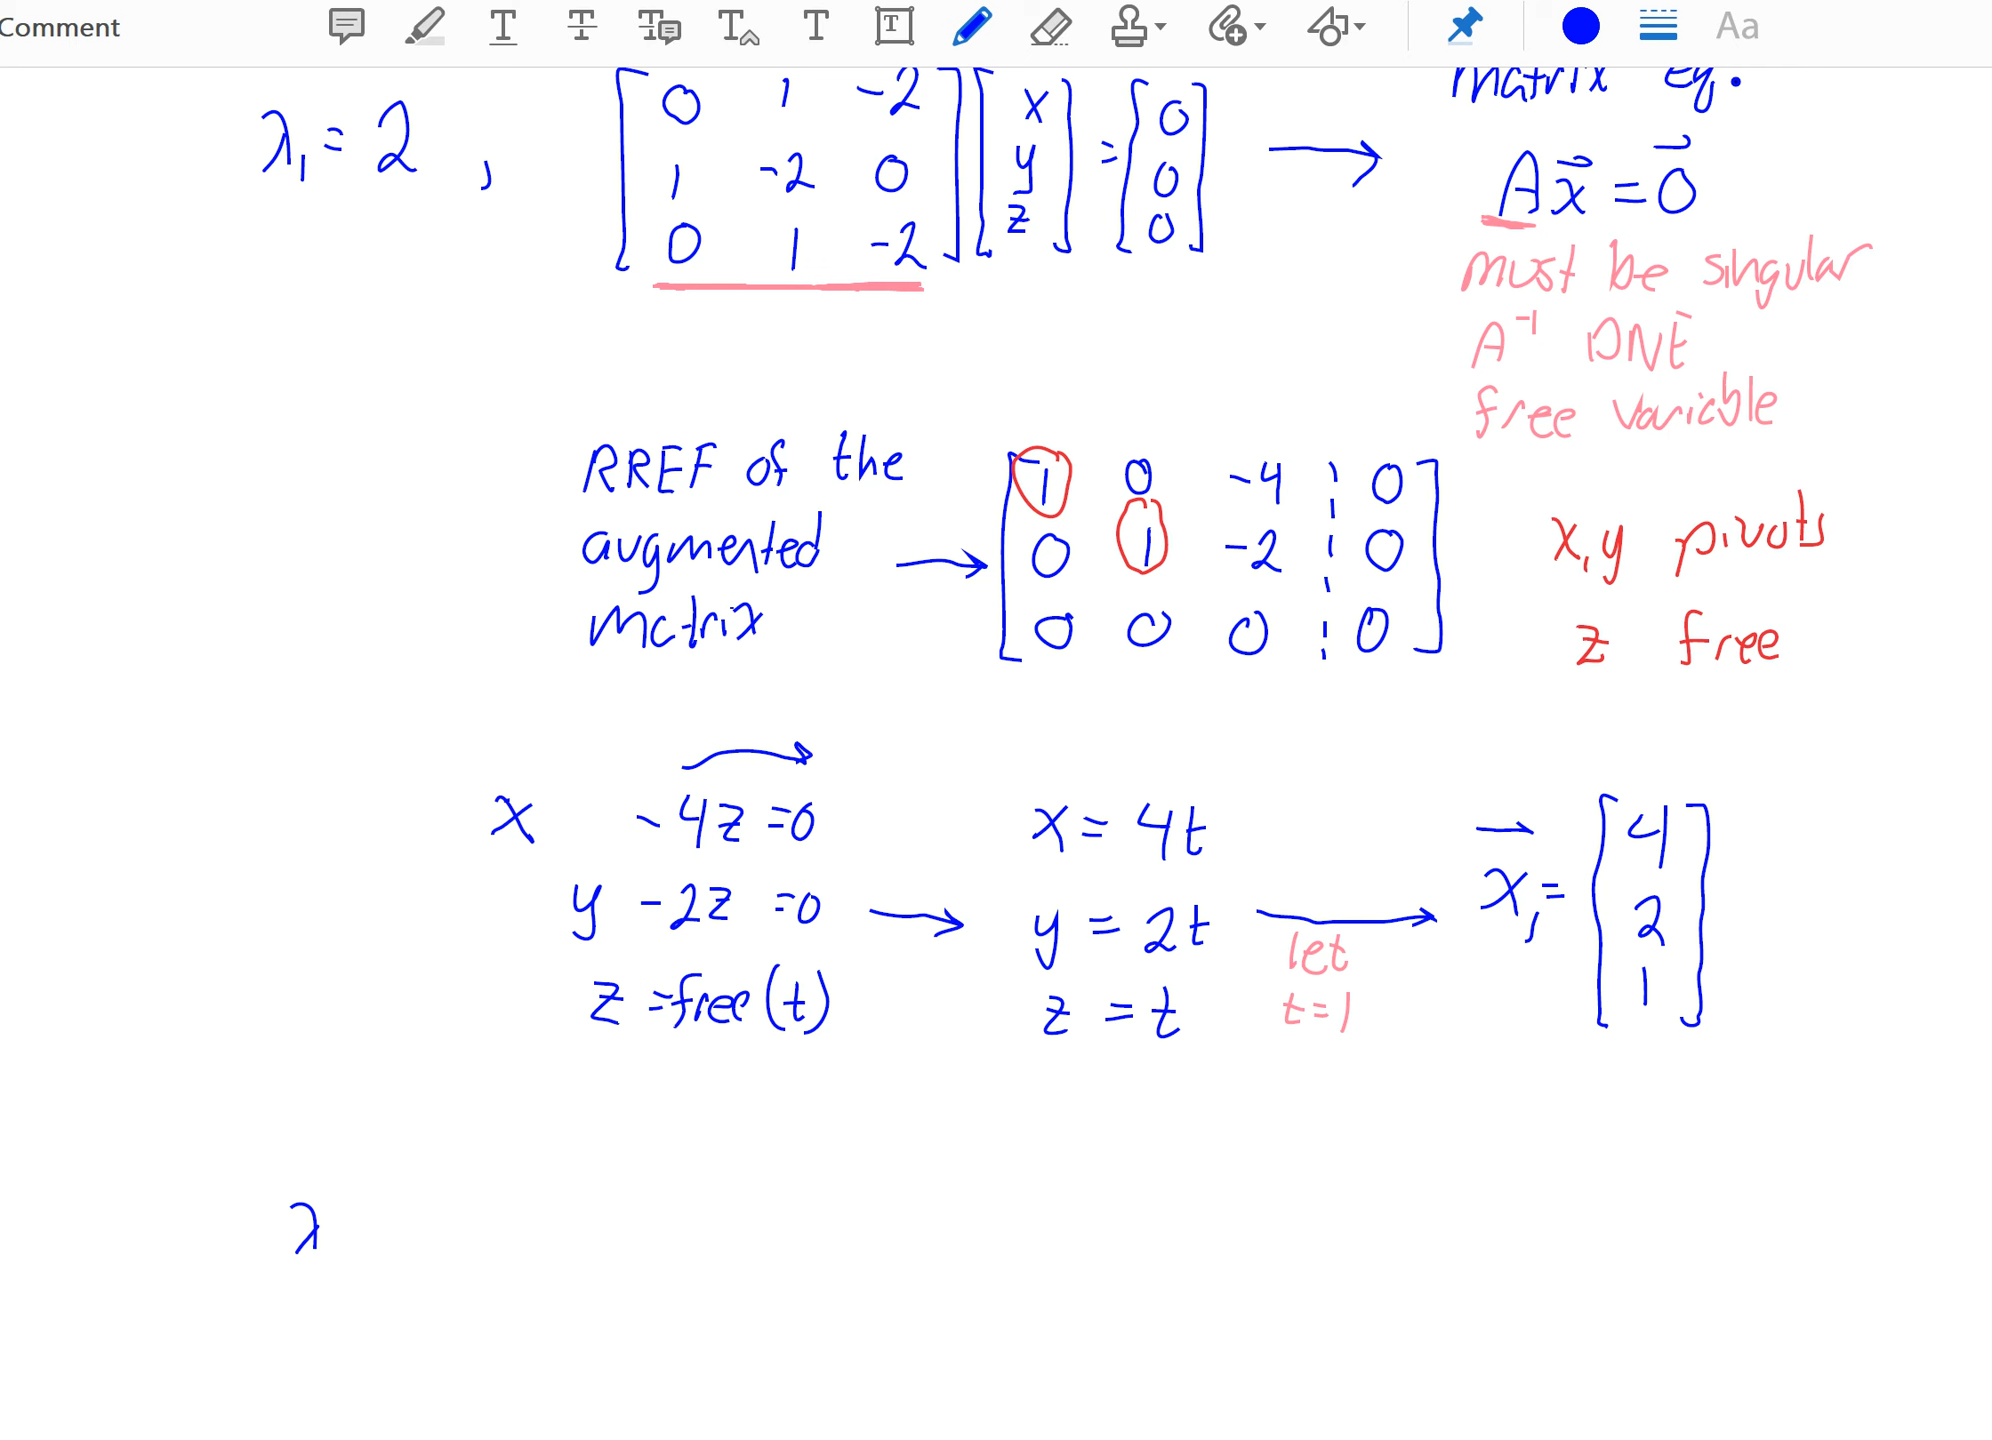 Comment
Aa
matrix eq.
λ₁ = 2 , [0 1 -2] [x] = [0]
[1 -2 0] [y] [0]
[0 1 -2] [z] [0]
A x⃗ = 0⃗
must be singular
A⁻¹ DNE
free variable
RREF of the
augmented
matrix
[1 0 -4 ¦ 0]
[0 1 -2 ¦ 0]
[0 0 0 ¦ 0]
x, y pivots
z free
x -4z = 0
y -2z = 0
z = free (t)
x = 4t
y = 2t
z = t
let
t = 1
x⃗₁ = [4]
[2]
[1]
λ